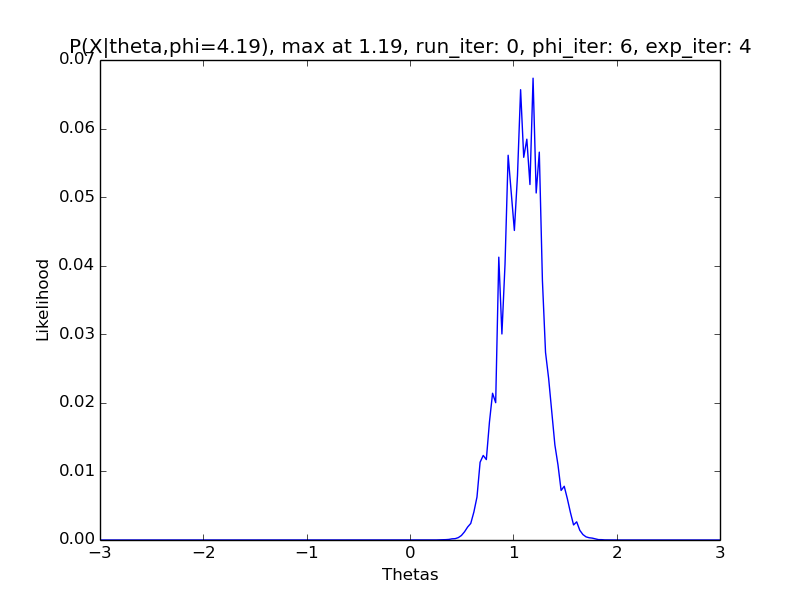 P(X|theta,phi=4.19), max at 1.19, run_iter: 0, phi_iter: 6, exp_iter: 4
0.07
0.06
0.05
0.04
0.03
0.02
0.01
0.00
Likelihood
−3 −2 −1 0 1 2 3
Thetas